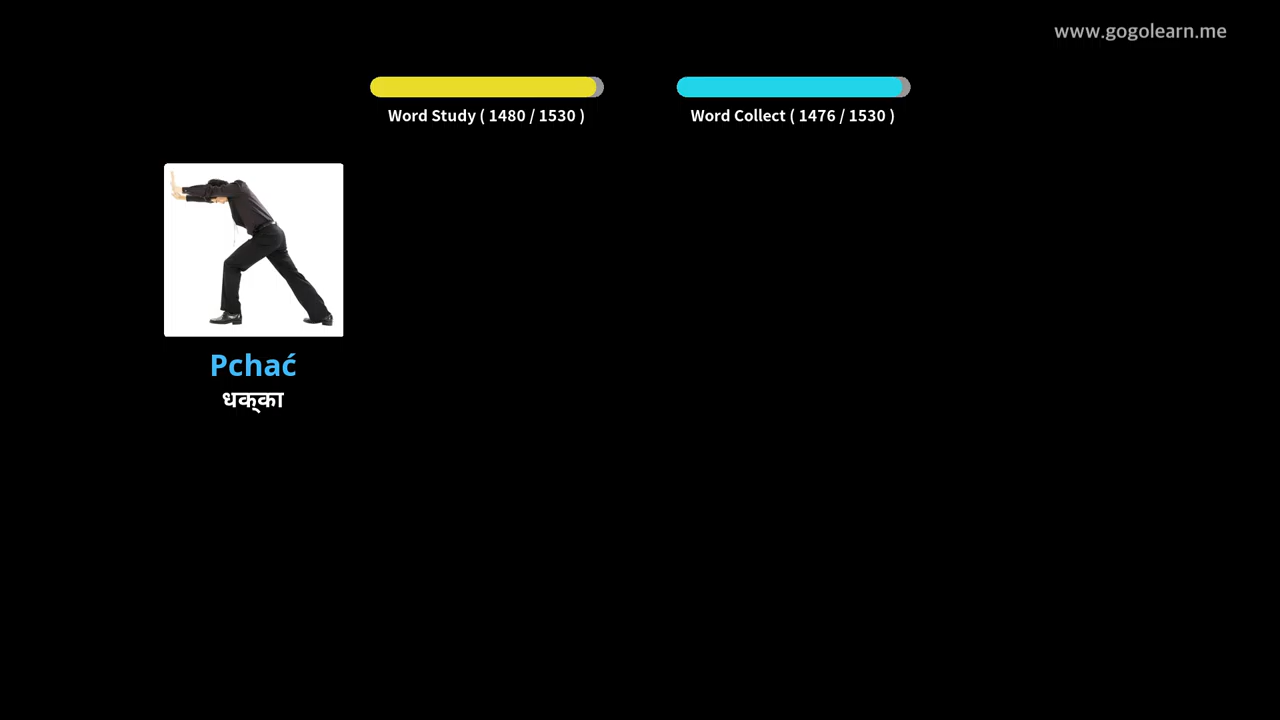 www.gogolearn.me
Word Study ( 1480 / 1530 )
Word Collect ( 1476 / 1530 )
Pchać
धक्‍का